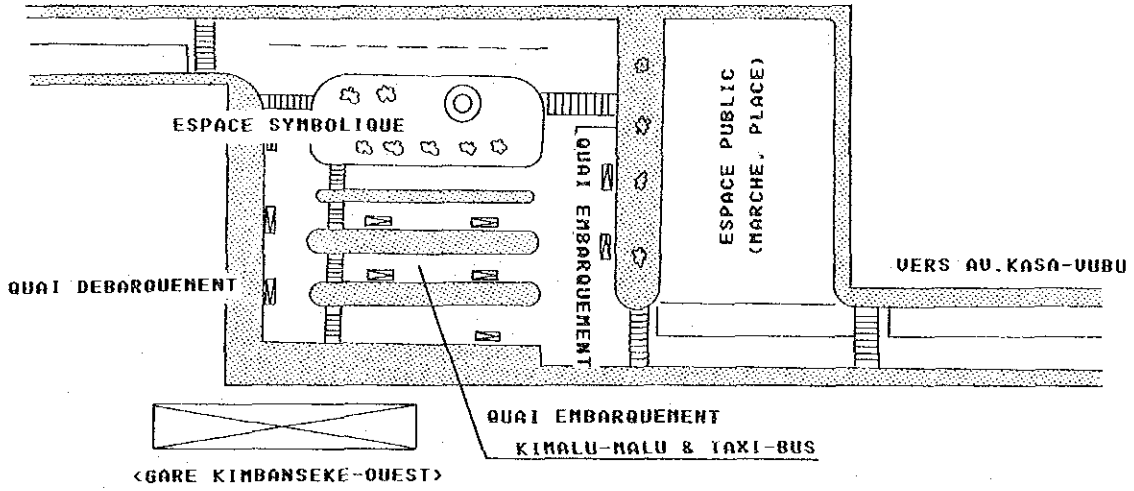 ESPACE SYMBOLIQUE
QUAI EMBARQUEMENT
ESPACE PUBLIC
(MARCHE, PLACE)
VERS AV.KASA-VUBU
QUAI DEBARQUEMENT
QUAI EMBARQUEMENT
KIMALU-MALU & TAXI-BUS
<GARE KIMBANSEKE-OUEST>